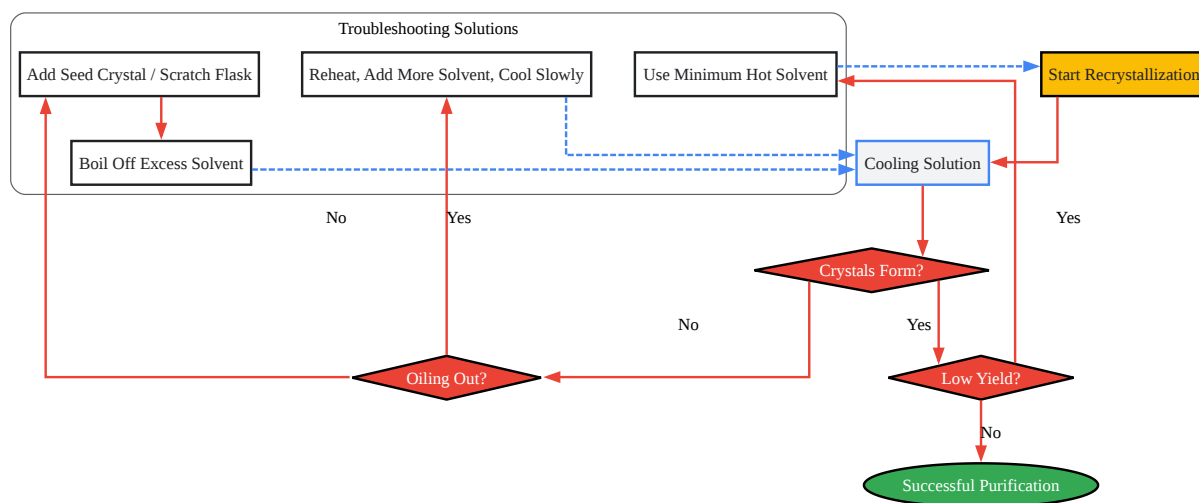 Troubleshooting Solutions
Add Seed Crystal / Scratch Flask
Reheat, Add More Solvent, Cool Slowly
Use Minimum Hot Solvent
Start Recrystallization
Boil Off Excess Solvent
Cooling Solution
No
Yes
Yes
Crystals Form?
No
Yes
Oiling Out?
Low Yield?
No
Successful Purification